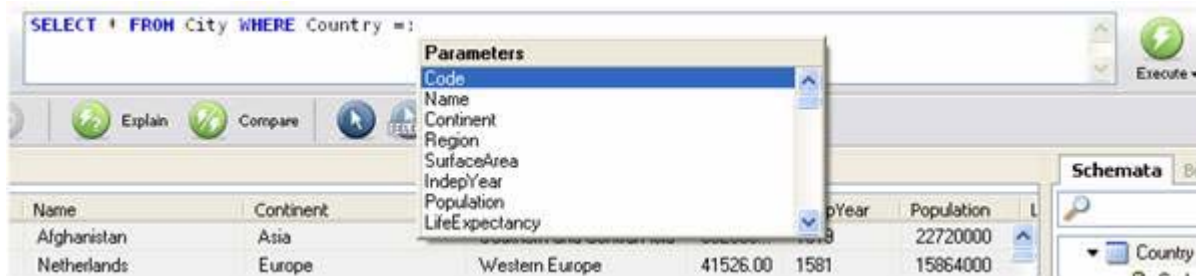 SELECT * FROM City WHERE Country =:
Parameters
Code
Name
Continent
Region
SurfaceArea
IndepYear
Population
LifeExpectancy
Execute
Explain
Compare
Schemata
Name Continent pYear Population L
Afghanistan Asia 22720000
Netherlands Europe Western Europe 41526.00 1581 15864000
Country